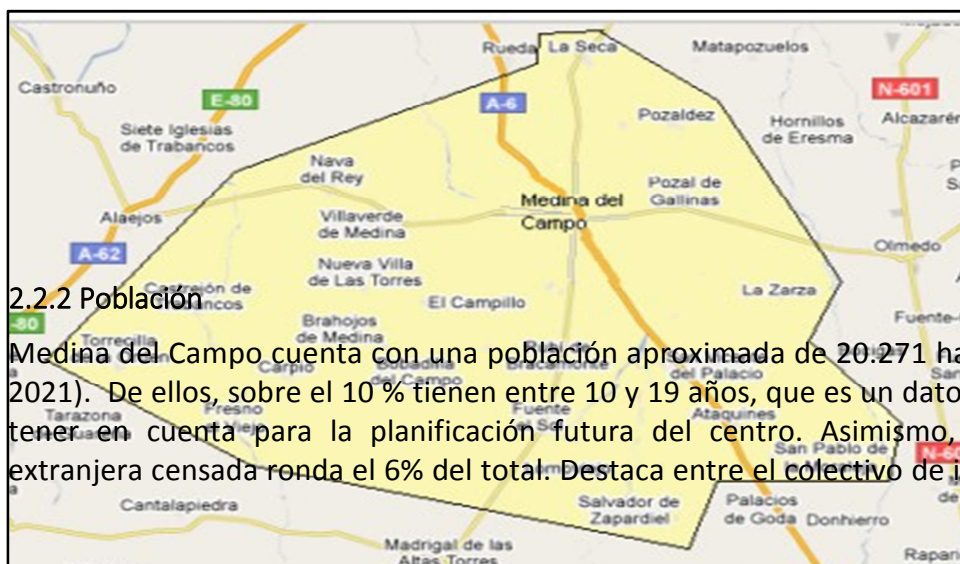 Rueda La Seca Matapozuelos
Castronuño N-601
E-80 A-6
Pozaldez Hornillos Alcazarén
Siete Iglesias de Eresma
de Trabancos
Nava
del Rey
Pozal de
Medina del Gallinas
Campo
Alaejos Villaverde
de Medina
A-62 Olmedo
Nueva Villa
de Las Torres
2.2.2 Población
El Campillo La Zarza
Brahojos
de Medina
Medina del Campo cuenta con una población aproximada de 20.271
Carpio del Palacio
2021). De ellos, sobre el 10 % tienen entre 10 y 19 años, que es un dato
Tarazona Fresno Fuente Ataquines
tener en cuenta para la planificación futura del centro. Asimismo,
San Pablo de
extranjera censada ronda el 6% del total. Destaca entre el colectivo de
Cantalapiedra Salvador de Palacios
Zapardiel de Goda Donhierro
Madrigal de las
Altas Torres